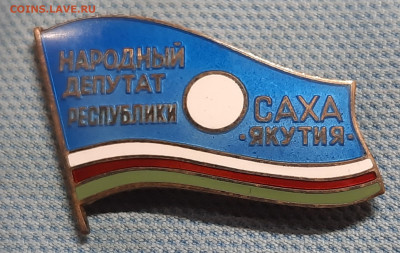 COINS.LAVE.RU
НАРОДНЫЙ
ДЕПУТАТ
РЕСПУБЛИКИ
САХА
-ЯКУТИЯ-